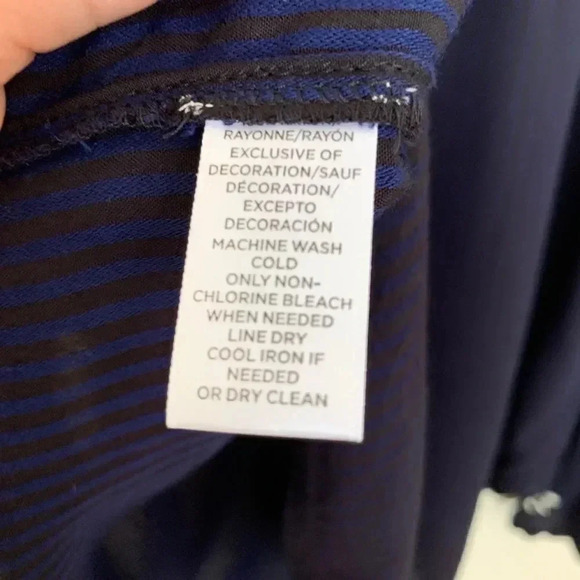 RAYONNE/RAYÓN
EXCLUSIVE OF
DECORATION/SAUF
DÉCORATION/
EXCEPTO
DECORACIÓN
MACHINE WASH
COLD
ONLY NON-
CHLORINE BLEACH
WHEN NEEDED
LINE DRY
COOL IRON IF
NEEDED
OR DRY CLEAN